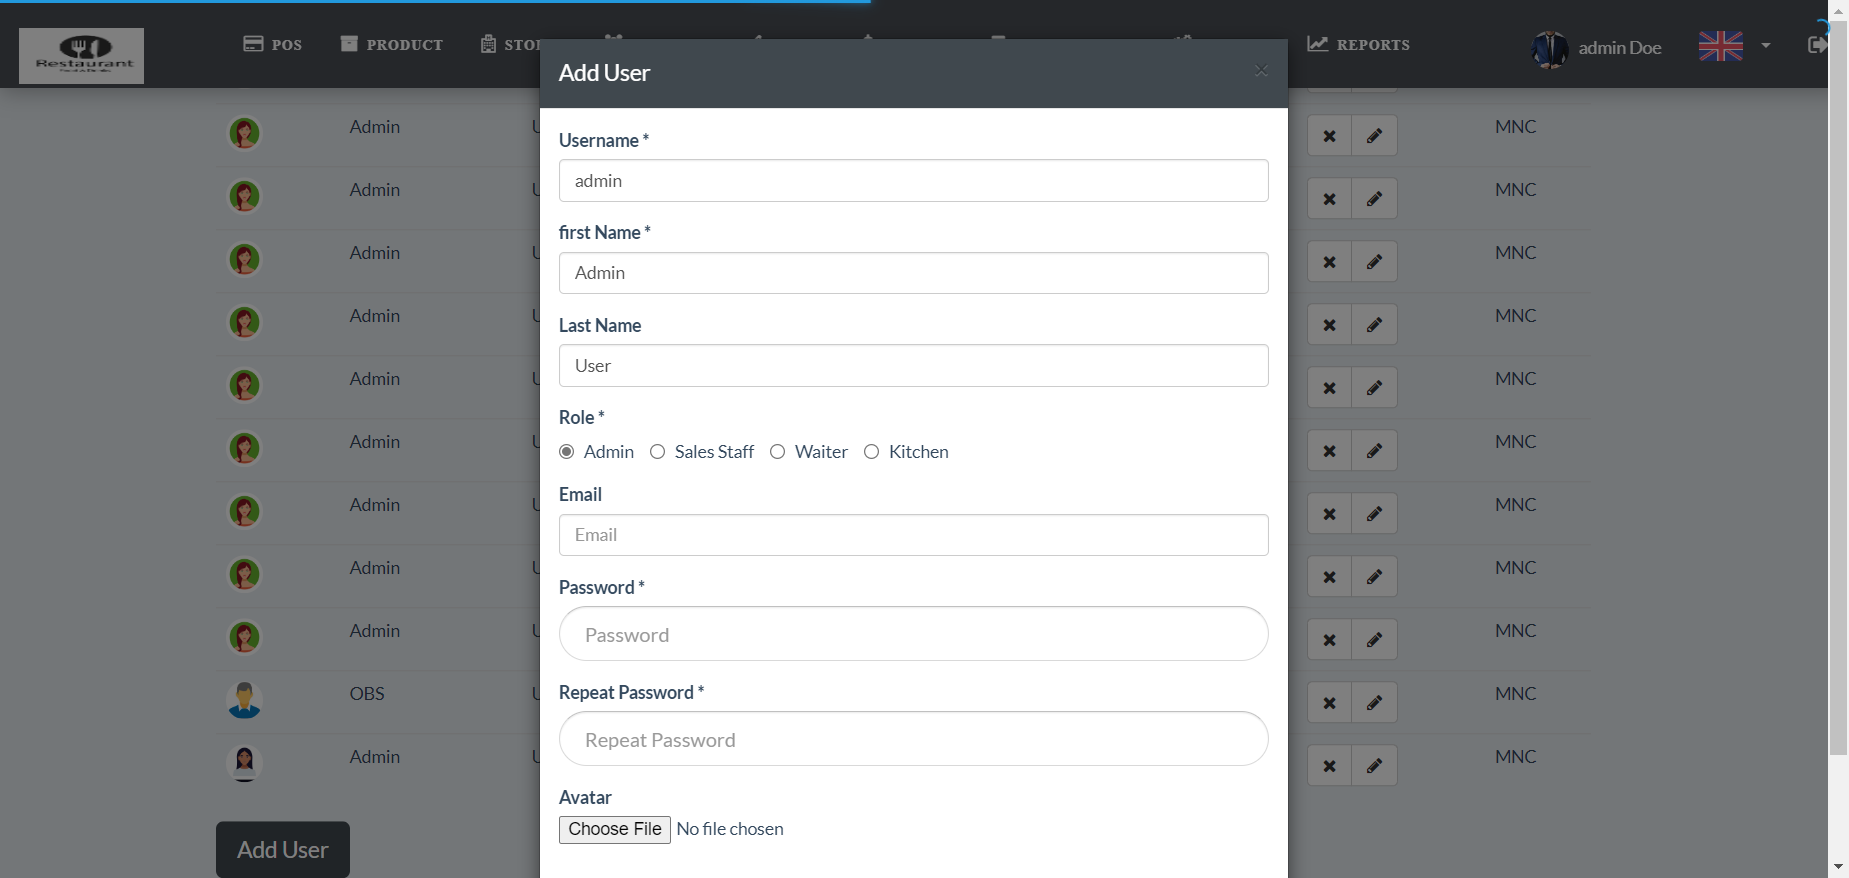 Restaurant
POS
PRODUCT
REPORTS
admin Doe
Add User
×
Username *
admin
first Name *
Admin
Last Name
User
Role *
Admin
Sales Staff
Waiter
Kitchen
Email
Email
Password *
Password
Repeat Password *
Repeat Password
Avatar
Choose File No file chosen
Admin MNC
Admin MNC
Admin MNC
Admin MNC
Admin MNC
Admin MNC
Admin MNC
Admin MNC
Admin MNC
OBS MNC
Admin MNC
Add User